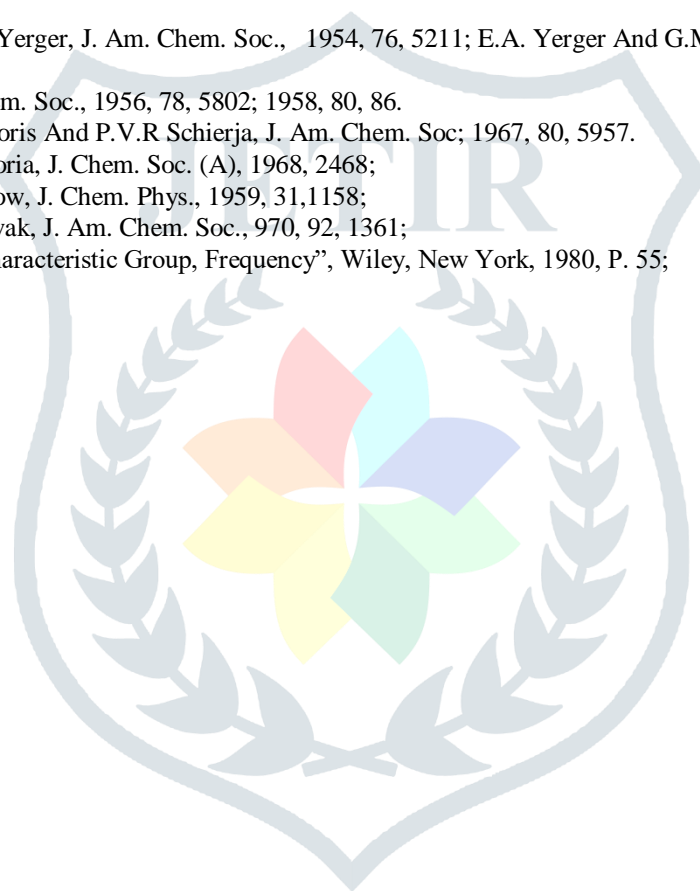 Yerger, J. Am. Chem. Soc., 1954, 76, 5211; E.A. Yerger And G.M
m. Soc., 1956, 78, 5802; 1958, 80, 86.
oris And P.V.R Schierja, J. Am. Chem. Soc; 1967, 80, 5957.
oria, J. Chem. Soc. (A), 1968, 2468;
ow, J. Chem. Phys., 1959, 31,1158;
vak, J. Am. Chem. Soc., 970, 92, 1361;
aracteristic Group, Frequency”, Wiley, New York, 1980, P. 55;
JETIR